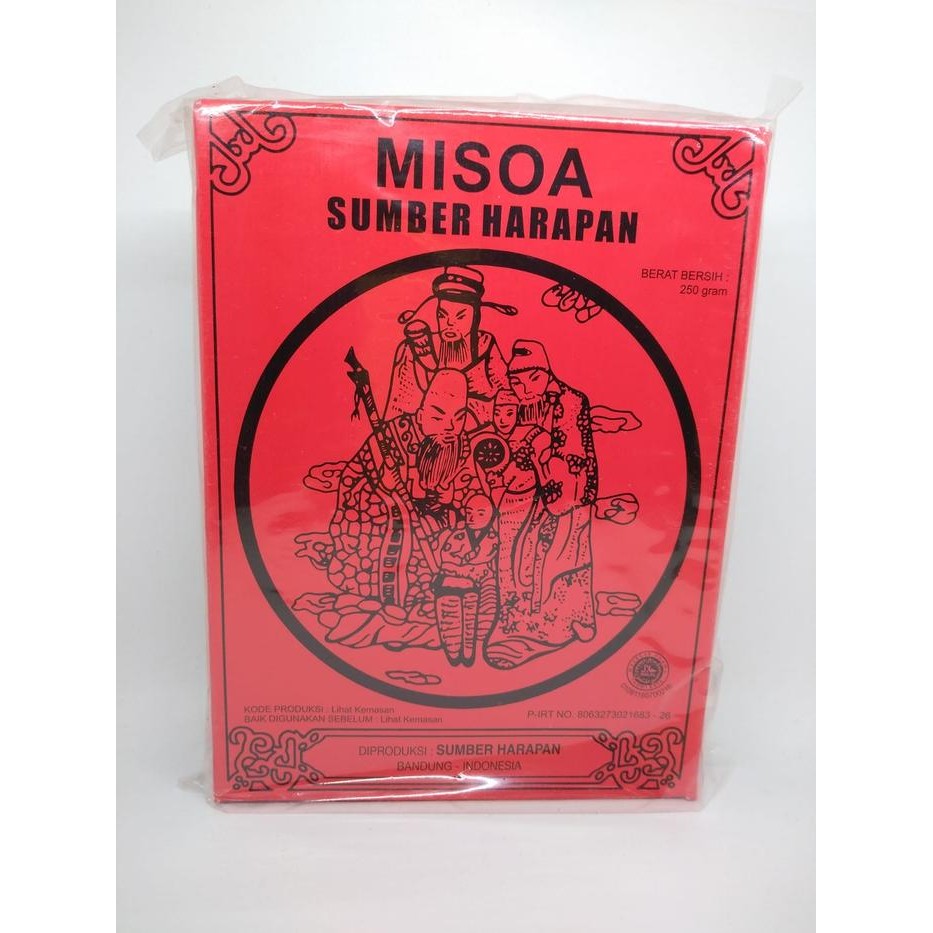 MISOA
SUMBER HARAPAN
BERAT BERSIH :
250 gram
KODE PRODUKSI : Lihat Kemasan
BAIK DIGUNAKAN SEBELUM : Lihat Kemasan
P-IRT NO. 8063273021683 - 26
DIPRODUKSI : SUMBER HARAPAN
BANDUNG - INDONESIA